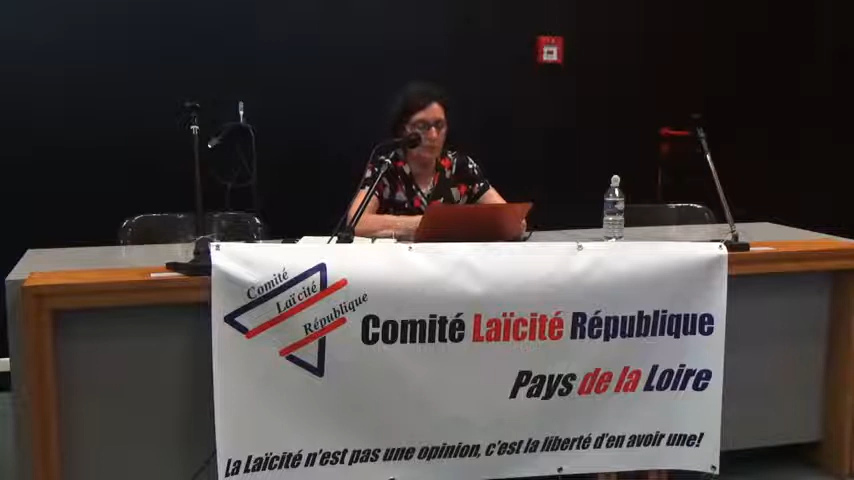 Comité
Laïcité
République
Comité Laïcité République
Pays de la Loire
la Laïcité n'est pas une opinion, c'est la liberté d'en avoir une!